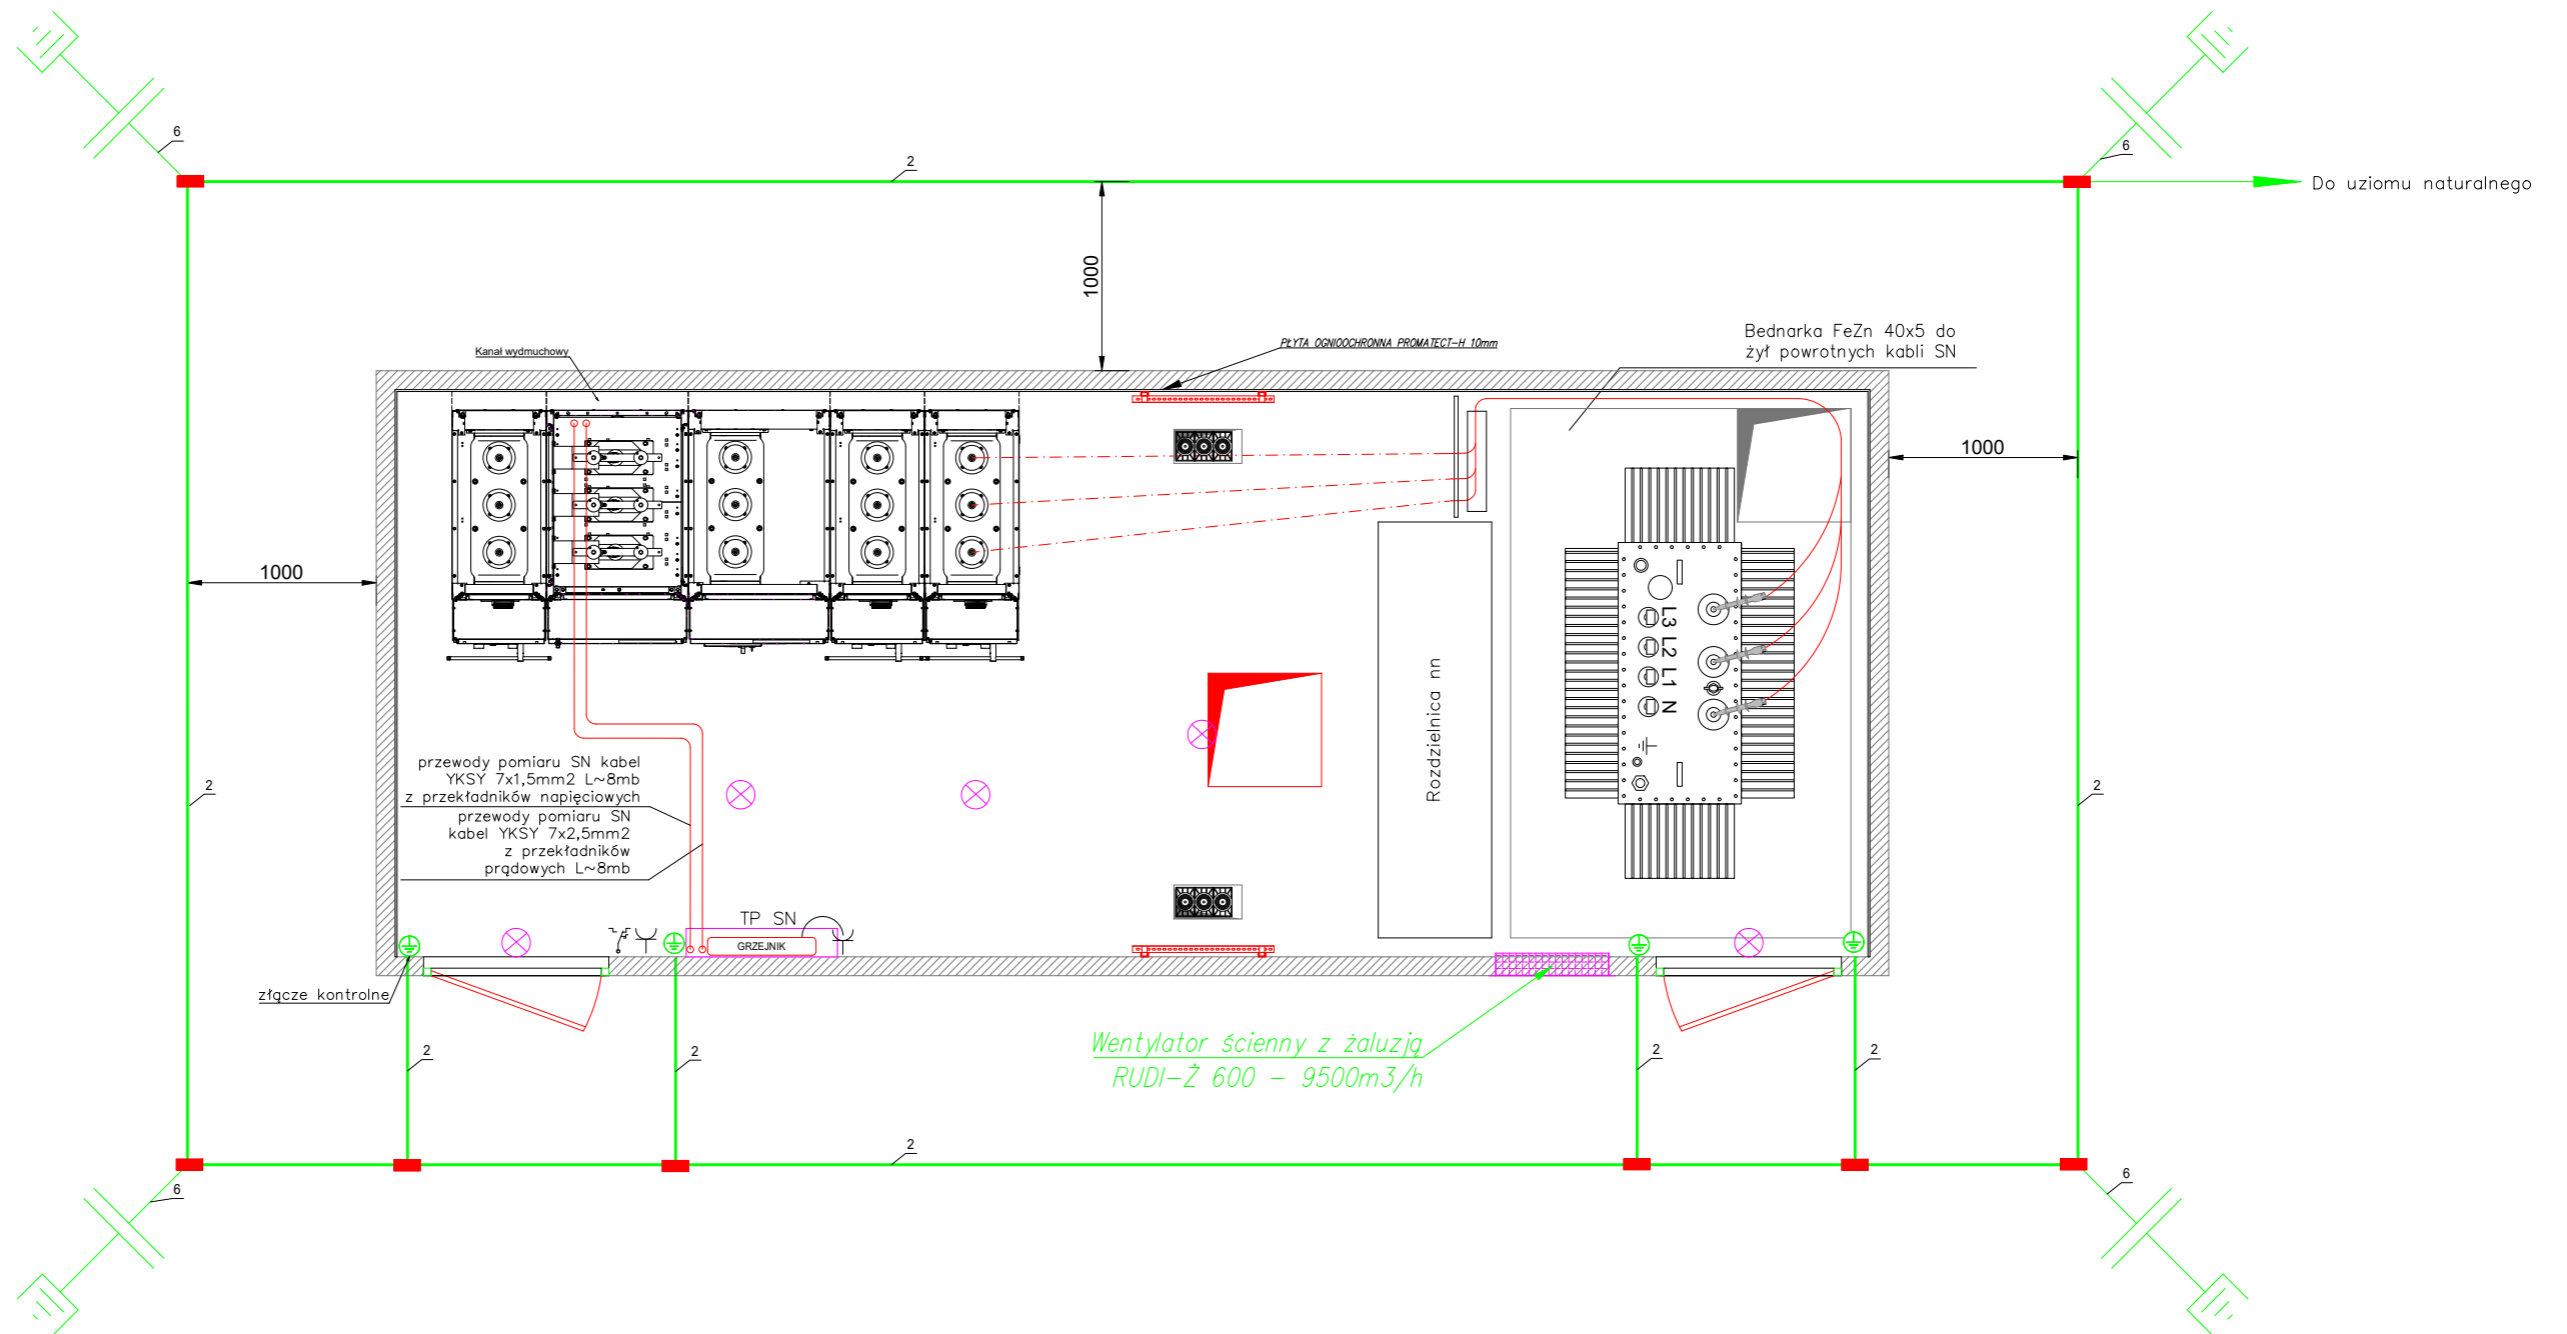 6
6
2
Do uziomu naturalnego
1000
Bednarka FeZn 40x5 do
żył powrotnych kabli SN
PŁYTA OGNIOOCHRONNA PROMATECT-H 10mm
Kanał wydmuchowy
1000
1000
L3
L2
L1
N
Rozdzielnica nn
przewody pomiaru SN kabel
YKSY 7x1,5mm2 L~8mb
z przekładników napięciowych
przewody pomiaru SN
kabel YKSY 7x2,5mm2
z przekładników
prądowych L~8mb
2
2
TP SN
GRZEJNIK
złącze kontrolne
Wentylator ścienny z żaluzją
RUDI-Ż 600 - 9500m3/h
2
2
2
2
2
6
6